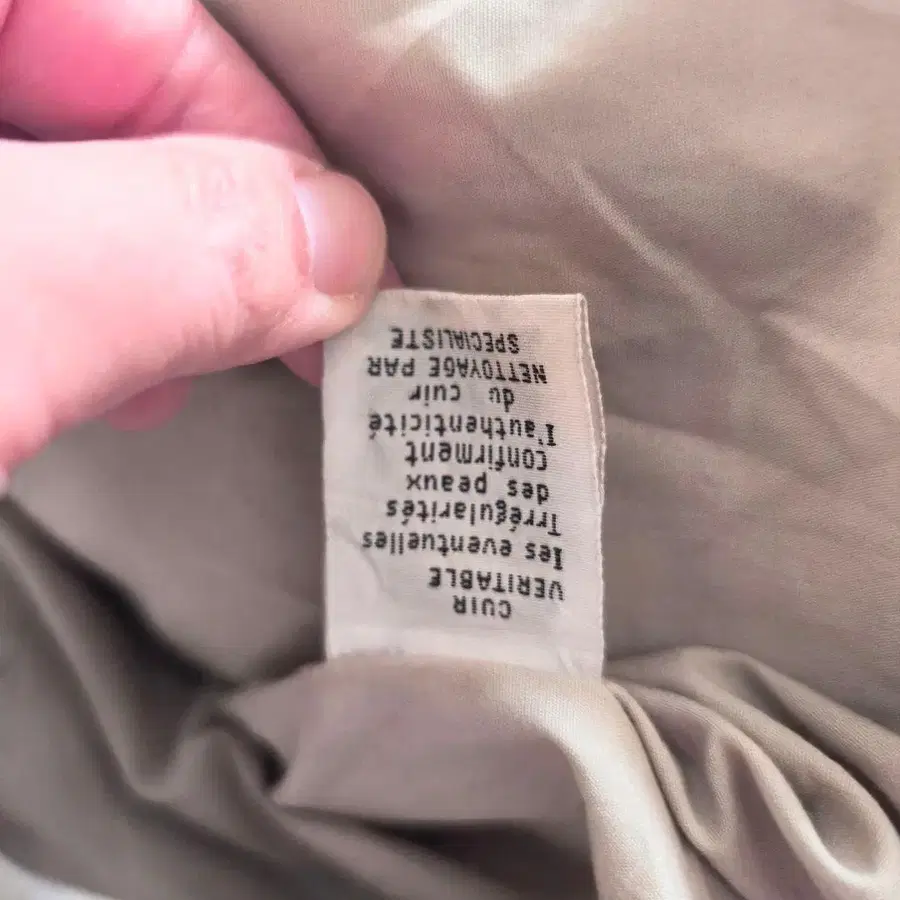 CUIR
VERITABLE
les eventuelles
Irrégularités
des peaux
confirment
l'authenticité
du cuir
NETTOYAGE PAR
SPECIALISTE